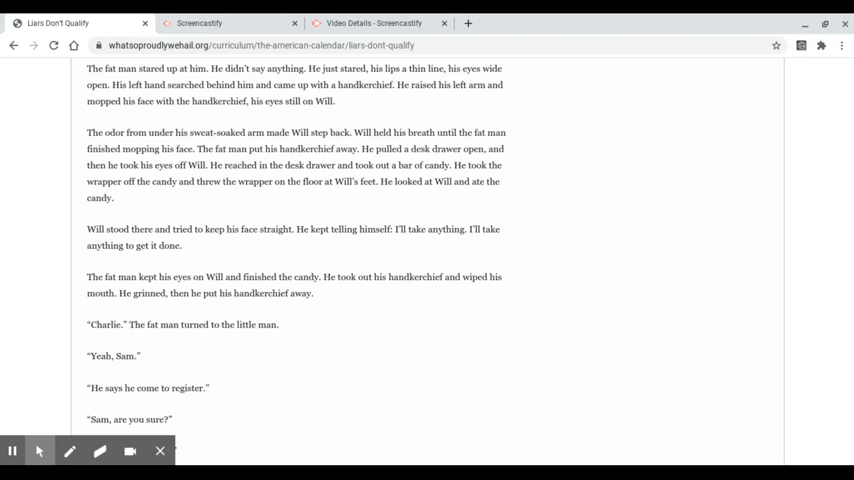 Liars Don't Qualify
Screencastify
Video Details - Screencastify
whatsoproudlywehail.org/curriculum/the-american-calendar/liars-dont-qualify
The fat man stared up at him. He didn't say anything. He just stared, his lips a thin line, his eyes wide
open. His left hand searched behind him and came up with a handkerchief. He raised his left arm and
mopped his face with the handkerchief, his eyes still on Will.
The odor from under his sweat-soaked arm made Will step back. Will held his breath until the fat man
finished mopping his face. The fat man put his handkerchief away. He pulled a desk drawer open, and
then he took his eyes off Will. He reached in the desk drawer and took out a bar of candy. He took the
wrapper off the candy and threw the wrapper on the floor at Will's feet. He looked at Will and ate the
candy.
Will stood there and tried to keep his face straight. He kept telling himself: I'll take anything. I'll take
anything to get it done.
The fat man kept his eyes on Will and finished the candy. He took out his handkerchief and wiped his
mouth. He grinned, then he put his handkerchief away.
“Charlie.” The fat man turned to the little man.
“Yeah, Sam.”
“He says he come to register.”
“Sam, are you sure?”